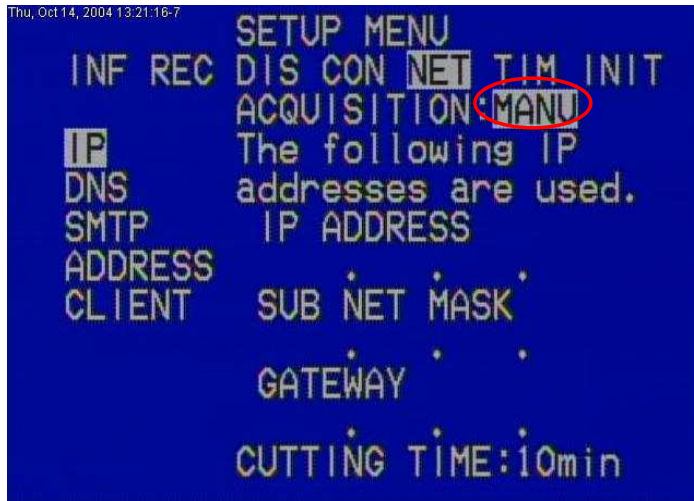 Thu, Oct 14, 2004 13:21:16-7
SETUP MENU
INF REC DIS CON NET TIM INIT
ACQUISITION:MANU
IP
The following IP
DNS
addresses are used.
SMTP
IP ADDRESS
ADDRESS
. . .
CLIENT
SUB NET MASK
. . .
GATEWAY
. . .
CUTTING TIME:10min